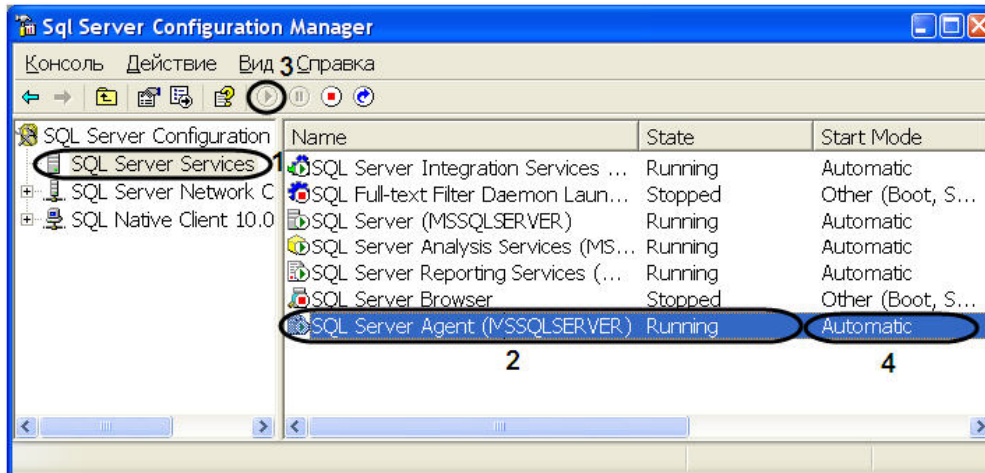 Sql Server Configuration Manager
Консоль Действие Вид 3 Справка
SQL Server Configuration
SQL Server Services 1
SQL Server Network C
SQL Native Client 10.0
Name State Start Mode
SQL Server Integration Services ... Running Automatic
SQL Full-text Filter Daemon Laun... Stopped Other (Boot, S...
SQL Server (MSSQLSERVER) Running Automatic
SQL Server Analysis Services (MS... Running Automatic
SQL Server Reporting Services (... Running Automatic
SQL Server Browser Stopped Other (Boot, S...
SQL Server Agent (MSSQLSERVER) Running Automatic
2 4